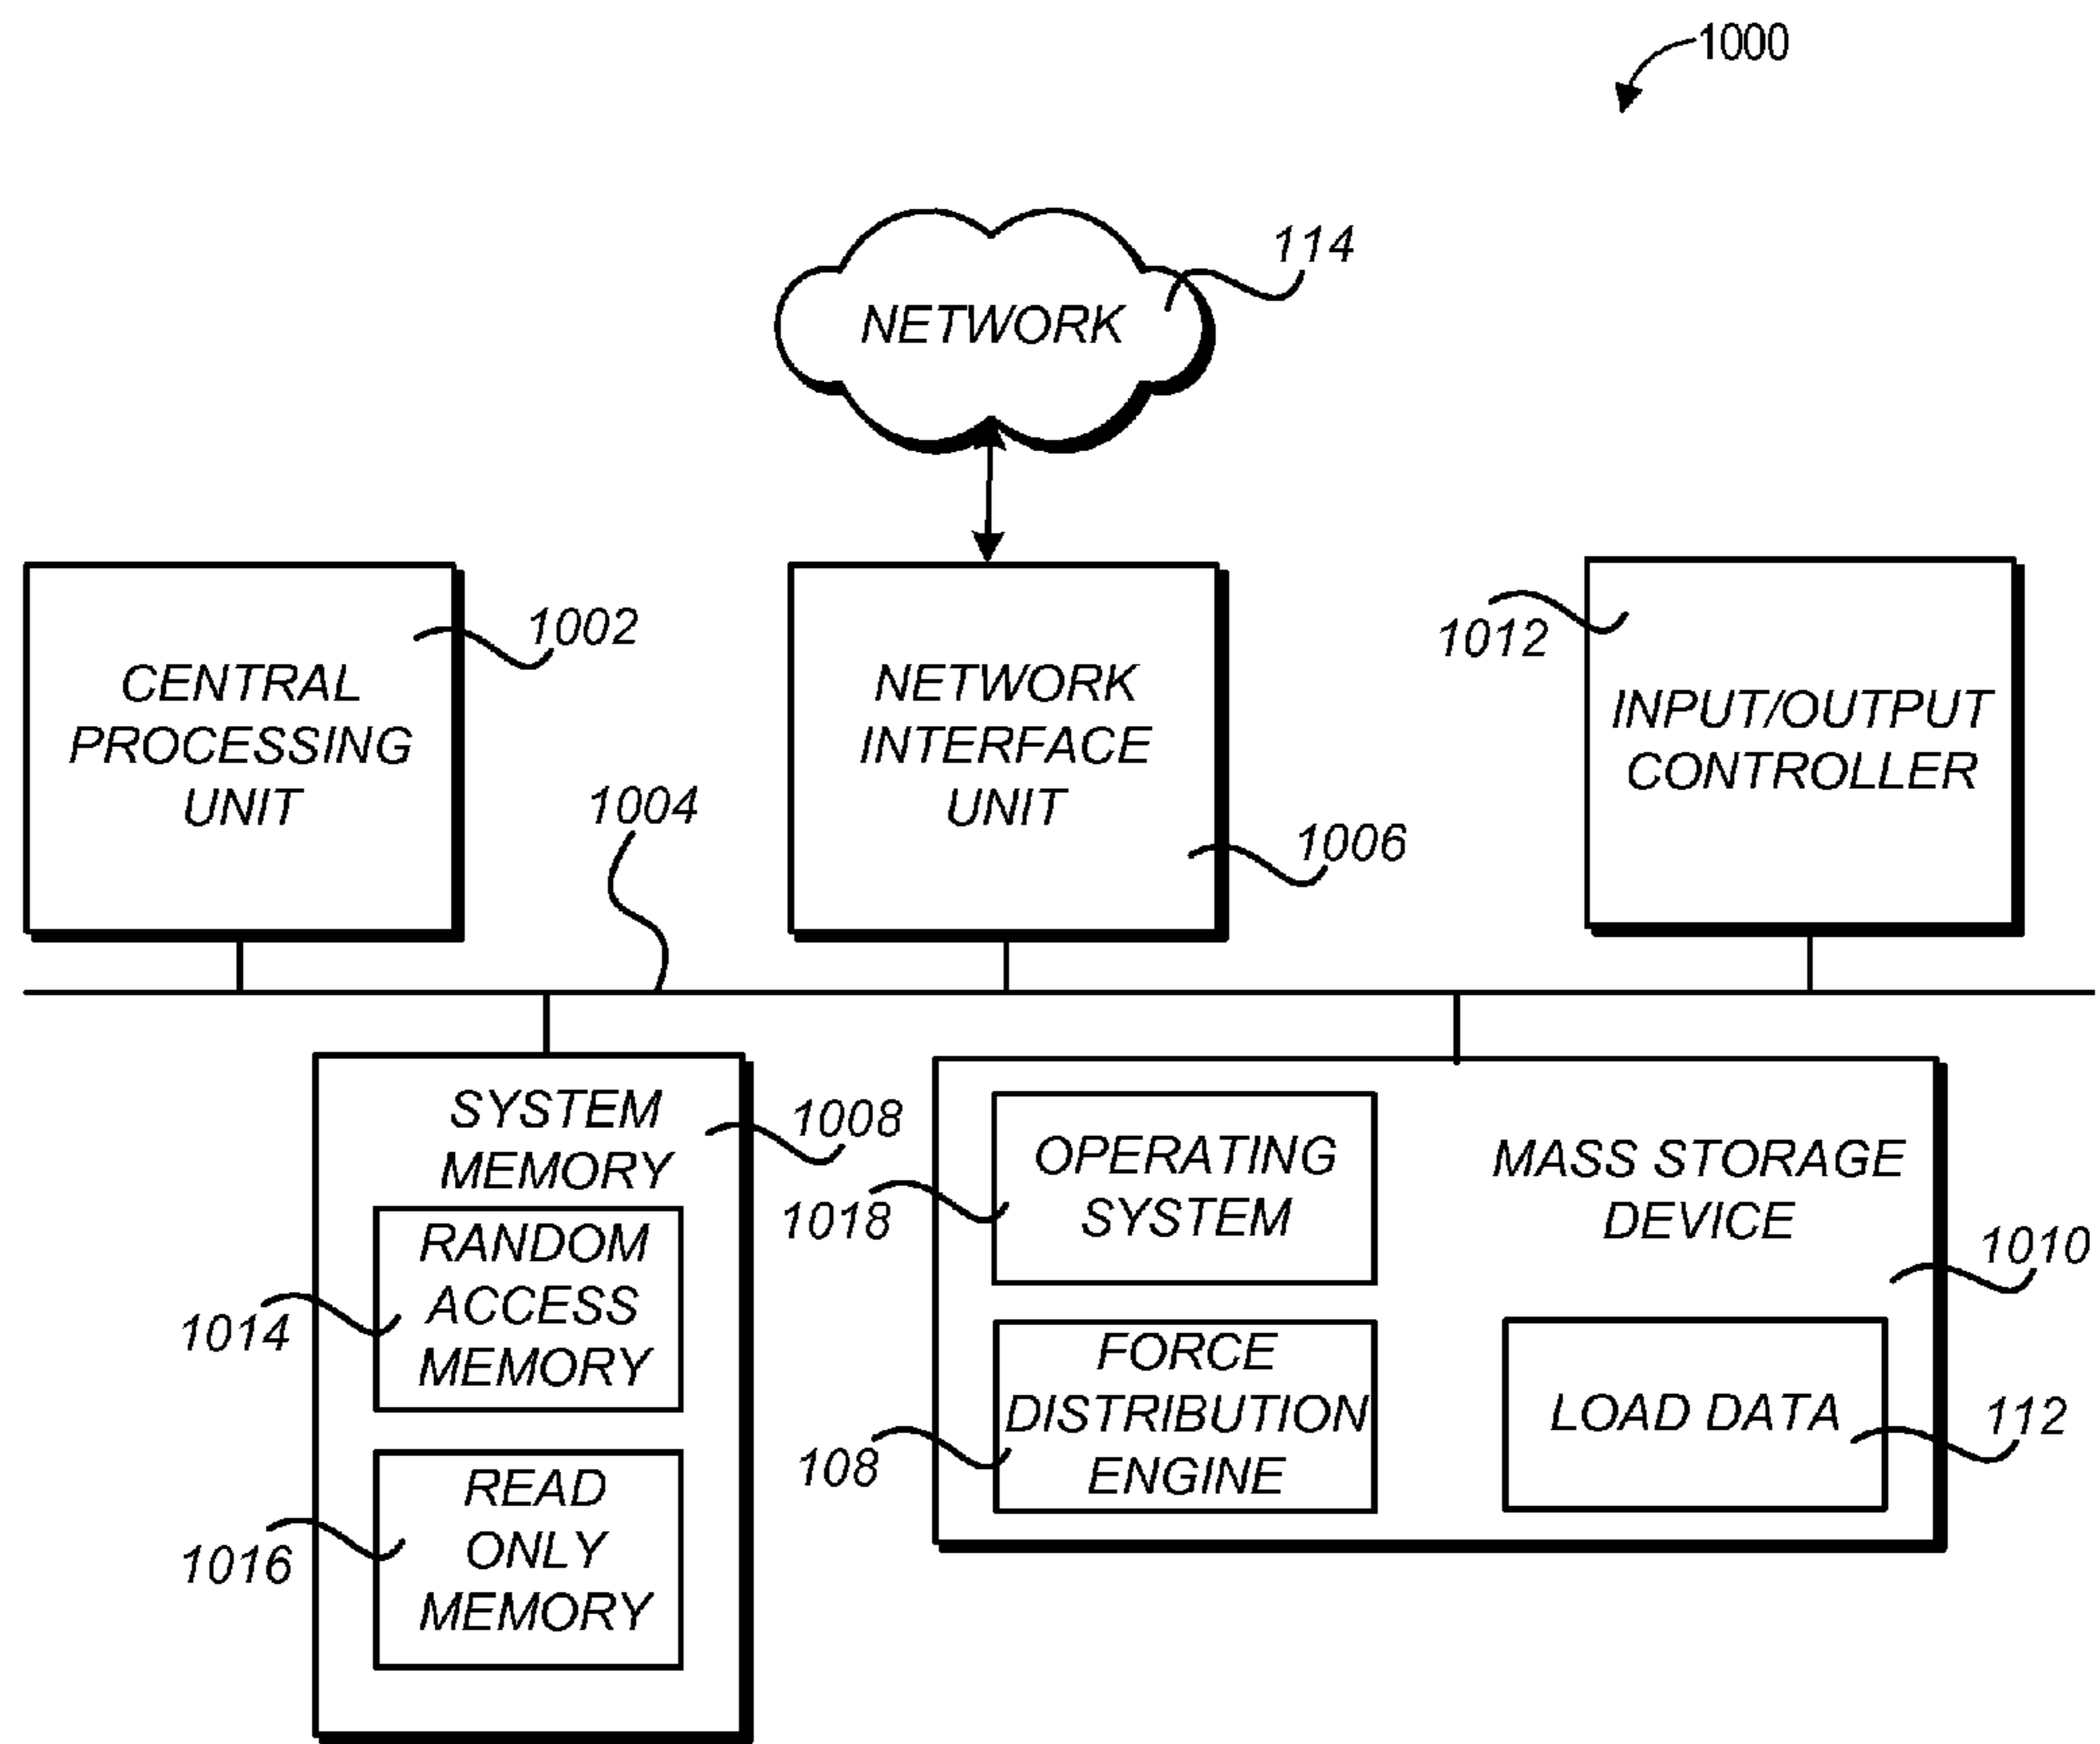 1000
114
NETWORK
1002
CENTRAL
PROCESSING
UNIT
NETWORK
INTERFACE
UNIT
1006
1012
INPUT/OUTPUT
CONTROLLER
1004
SYSTEM
MEMORY
1008
RANDOM
ACCESS
MEMORY
1014
READ
ONLY
MEMORY
1016
OPERATING
SYSTEM
1018
MASS STORAGE
DEVICE
1010
FORCE
DISTRIBUTION
ENGINE
108
LOAD DATA
112